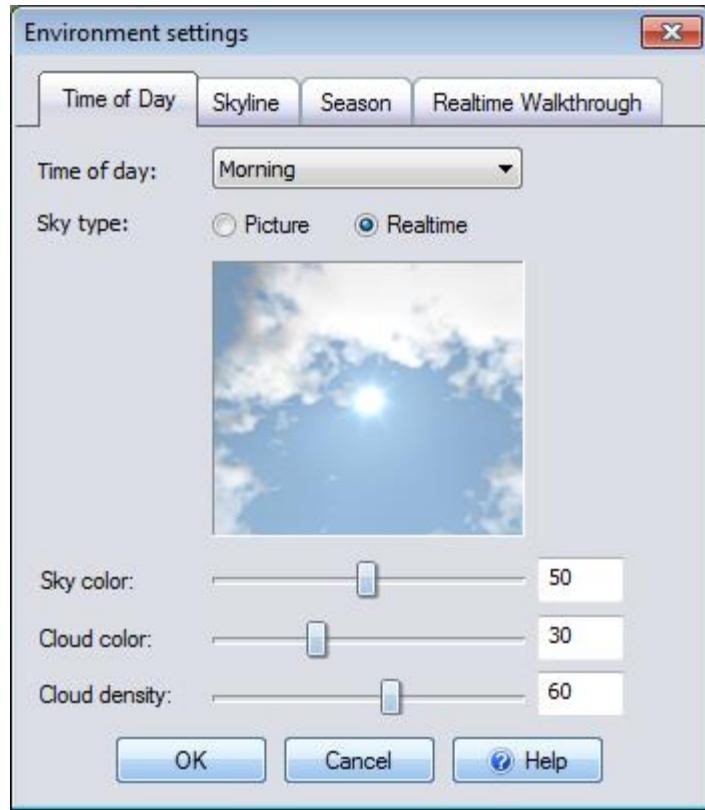 Environment settings
Time of Day Skyline Season Realtime Walkthrough
Time of day: Morning
Sky type: Picture Realtime
Sky color: 50
Cloud color: 30
Cloud density: 60
OK Cancel Help